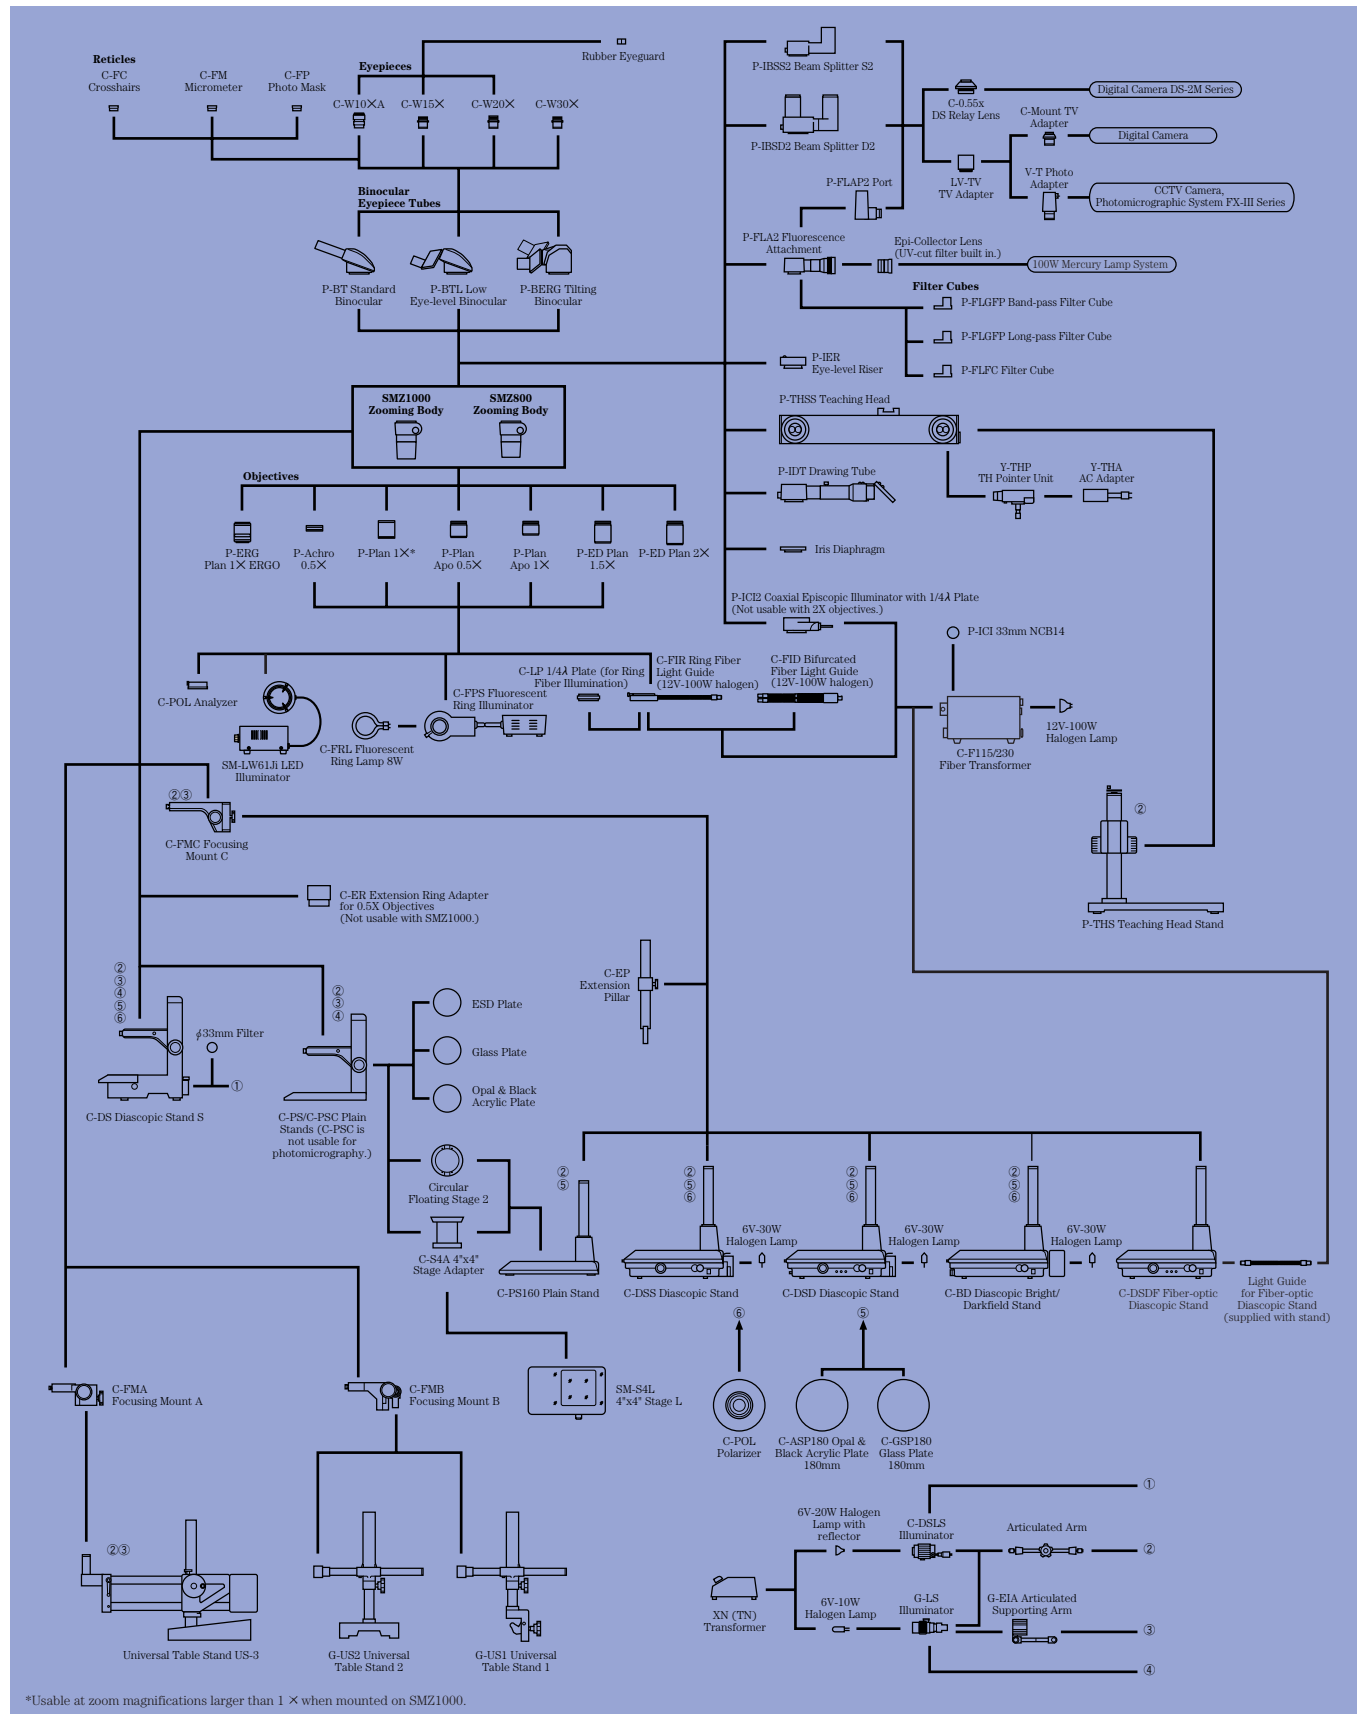 Reticles
C-FC
Crosshairs
C-FM
Micrometer
C-FP
Photo Mask
Eyepieces
C-W10✕A
C-W15✕
C-W20✕
C-W30✕
Rubber Eyeguard
Binocular
Eyepiece Tubes
P-BT Standard
Binocular
P-BTL Low
Eye-level Binocular
P-BERG Tilting
Binocular
P-IBSS2 Beam Splitter S2
P-IBSD2 Beam Splitter D2
C-0.55x
DS Relay Lens
Digital Camera DS-2M Series
C-Mount TV
Adapter
Digital Camera
LV-TV
TV Adapter
V-T Photo
Adapter
CCTV Camera,
Photomicrographic System FX-III Series
P-FLAP2 Port
P-FLA2 Fluorescence
Attachment
Epi-Collector Lens
(UV-cut filter built in.)
100W Mercury Lamp System
Filter Cubes
P-FLGFP Band-pass Filter Cube
P-FLGFP Long-pass Filter Cube
P-FLFC Filter Cube
P-IER
Eye-level Riser
SMZ1000
Zooming Body
SMZ800
Zooming Body
P-THSS Teaching Head
Y-THP
TH Pointer Unit
Y-THA
AC Adapter
P-IDT Drawing Tube
Iris Diaphragm
Objectives
P-ERG
Plan 1✕ ERGO
P-Achro
0.5✕
P-Plan 1✕*
P-Plan
Apo 0.5✕
P-Plan
Apo 1✕
P-ED Plan
1.5✕
P-ED Plan 2✕
P-ICI2 Coaxial Episcopic Illuminator with 1/4λ Plate
(Not usable with 2X objectives.)
P-ICI 33mm NCB14
C-POL Analyzer
SM-LW61Ji LED
Illuminator
C-FRL Fluorescent
Ring Lamp 8W
C-FPS Fluorescent
Ring Illuminator
C-LP 1/4λ Plate (for Ring
Fiber Illumination)
C-FIR Ring Fiber
Light Guide
(12V-100W halogen)
C-FID Bifurcated
Fiber Light Guide
(12V-100W halogen)
C-F115/230
Fiber Transformer
12V-100W
Halogen Lamp
②③
C-FMC Focusing
Mount C
C-ER Extension Ring Adapter
for 0.5X Objectives
(Not usable with SMZ1000.)
②
P-THS Teaching Head Stand
②
③
④
⑤
⑥
ϕ33mm Filter
①
C-DS Diascopic Stand S
②
③
④
C-PS/C-PSC Plain
Stands (C-PSC is
not usable for
photomicrography.)
ESD Plate
Glass Plate
Opal & Black
Acrylic Plate
C-EP
Extension
Pillar
Circular
Floating Stage 2
C-S4A 4"x4"
Stage Adapter
②
⑤
C-PS160 Plain Stand
②
⑤
⑥
6V-30W
Halogen Lamp
C-DSS Diascopic Stand
②
⑤
⑥
6V-30W
Halogen Lamp
C-DSD Diascopic Stand
②
⑤
⑥
6V-30W
Halogen Lamp
C-BD Diascopic Bright/
Darkfield Stand
C-DSDF Fiber-optic
Diascopic Stand
Light Guide
for Fiber-optic
Diascopic Stand
(supplied with stand)
⑥
⑤
C-FMA
Focusing Mount A
C-FMB
Focusing Mount B
SM-S4L
4"x4" Stage L
C-POL
Polarizer
C-ASP180 Opal &
Black Acrylic Plate
180mm
C-GSP180
Glass Plate
180mm
②③
Universal Table Stand US-3
G-US2 Universal
Table Stand 2
G-US1 Universal
Table Stand 1
XN (TN)
Transformer
6V-20W Halogen
Lamp with
reflector
C-DSLS
Illuminator
Articulated Arm
6V-10W
Halogen Lamp
G-LS
Illuminator
G-EIA Articulated
Supporting Arm
①
②
③
④
*Usable at zoom magnifications larger than 1 ✕ when mounted on SMZ1000.